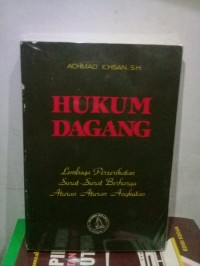 ACHMAD ICHSAN, S.H.
HUKUM
DAGANG
Lembaga Perserikatan
Surat-Surat Berharga
Aturan-Aturan Angkutan